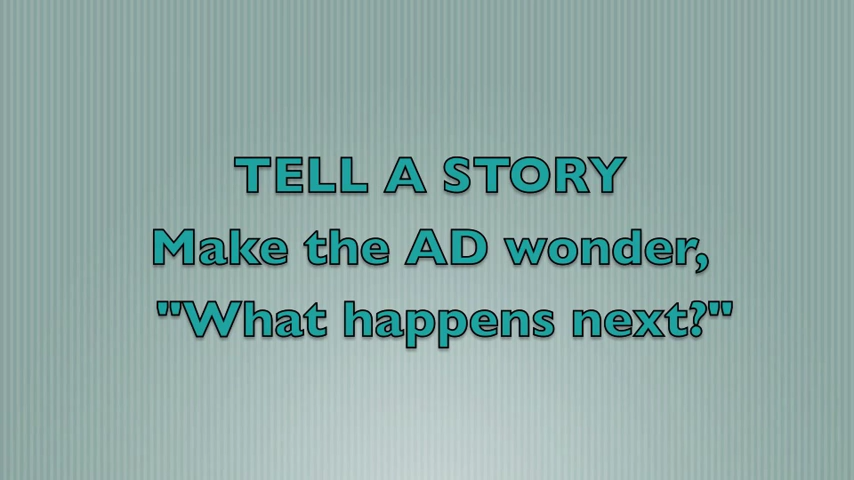 TELL A STORY
Make the AD wonder,
"What happens next?"